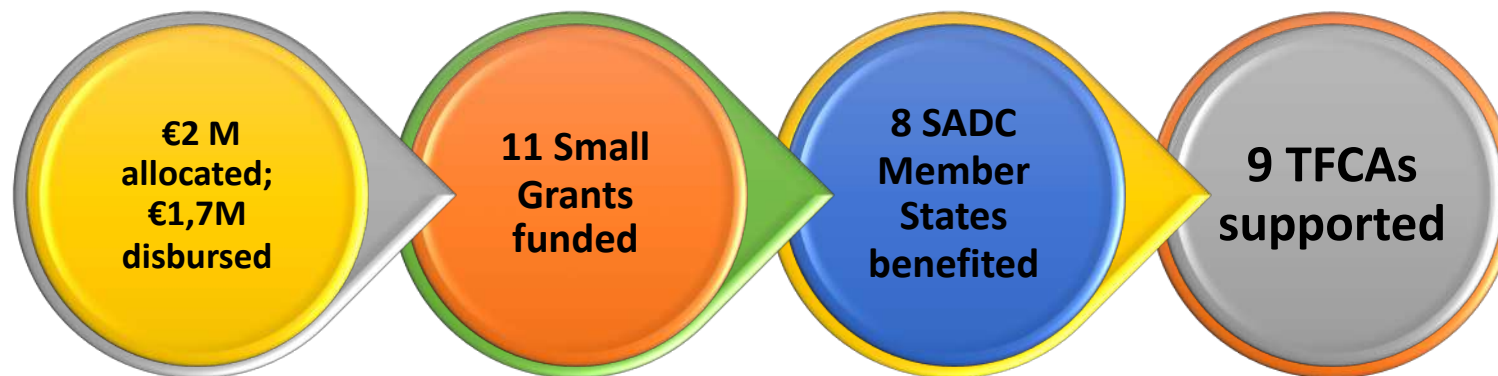 €2 M
allocated;
€1,7M
disbursed
11 Small
Grants
funded
8 SADC
Member
States
benefited
9 TFCAs
supported